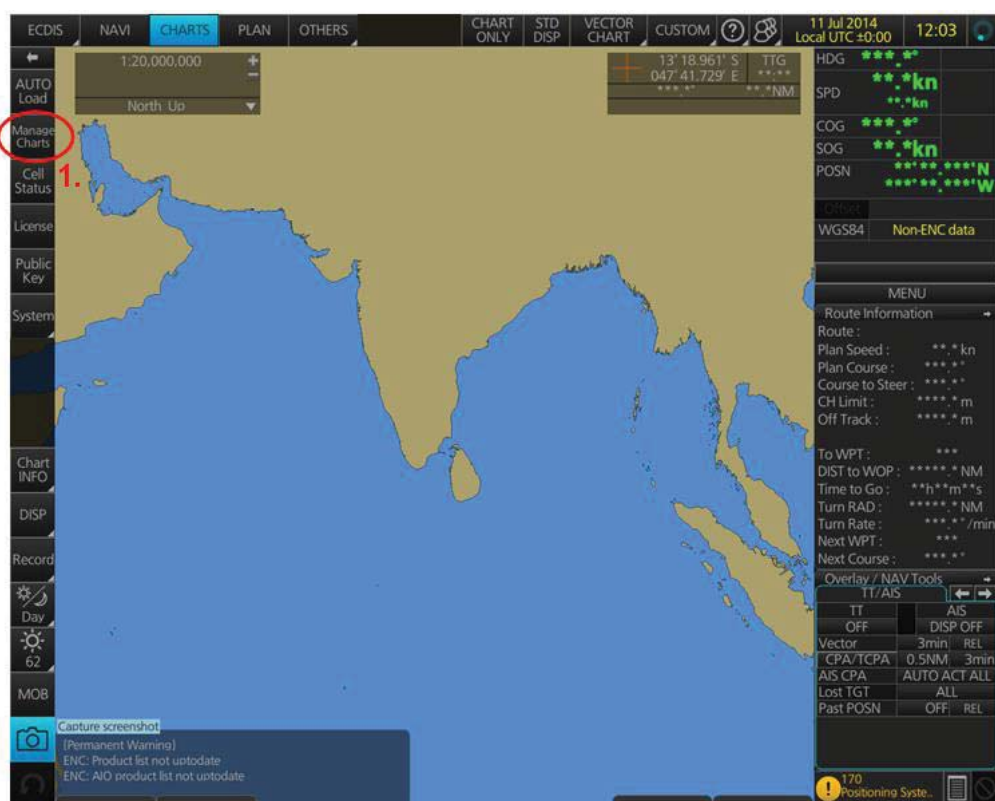 ECDIS NAVI CHARTS PLAN OTHERS CHART ONLY STD DISP VECTOR CHART CUSTOM ? 11 Jul 2014 Local UTC ±0:00 12:03
AUTO Load
Manage Charts
1.
Cell Status
License
Public Key
System
Chart INFO
DISP
Record
Day
62
MOB
1:20,000,000 + −
North Up
13°18.961' S TTG
047°41.729' E **:**
***.*° **.*NM
HDG ***.*°
SPD **.*kn
**.*kn
COG ***.*°
SOG **.*kn
POSN **°**.***'N
***°**.***'W
Offset
WGS84 Non-ENC data
MENU
Route Information
Route :
Plan Speed : **.* kn
Plan Course : ***.*°
Course to Steer : ***.*°
CH Limit : ****.* m
Off Track : ****.* m
To WPT : ***
DIST to WOP : *****.* NM
Time to Go : **h**m**s
Turn RAD : *****.* NM
Turn Rate : ***.*°/min
Next WPT : ***
Next Course : ***.*°
Overlay / NAV Tools
TT/AIS
TT AIS
OFF DISP OFF
Vector 3min REL
CPA/TCPA 0.5NM 3min
AIS CPA AUTO ACT ALL
Lost TGT ALL
Past POSN OFF REL
Capture screenshot
(Permanent Warning)
ENC: Product list not uptodate
ENC: AIO product list not uptodate
170
Positioning Syste..